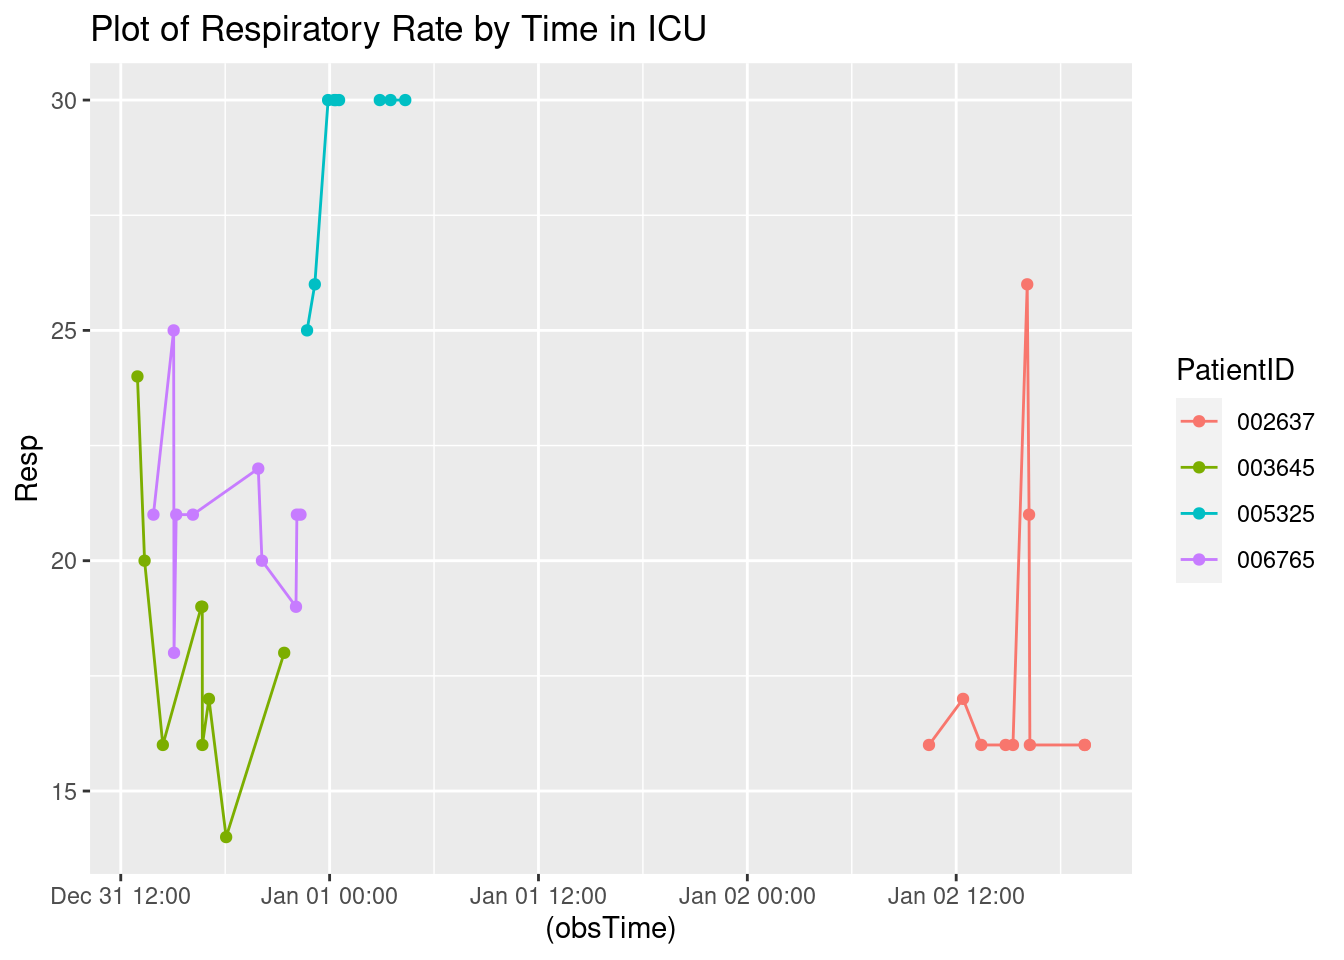 Plot of Respiratory Rate by Time in ICU
Resp
30
25
20
15
Dec 31 12:00
Jan 01 00:00
Jan 01 12:00
Jan 02 00:00
Jan 02 12:00
(obsTime)
PatientID
002637
003645
005325
006765